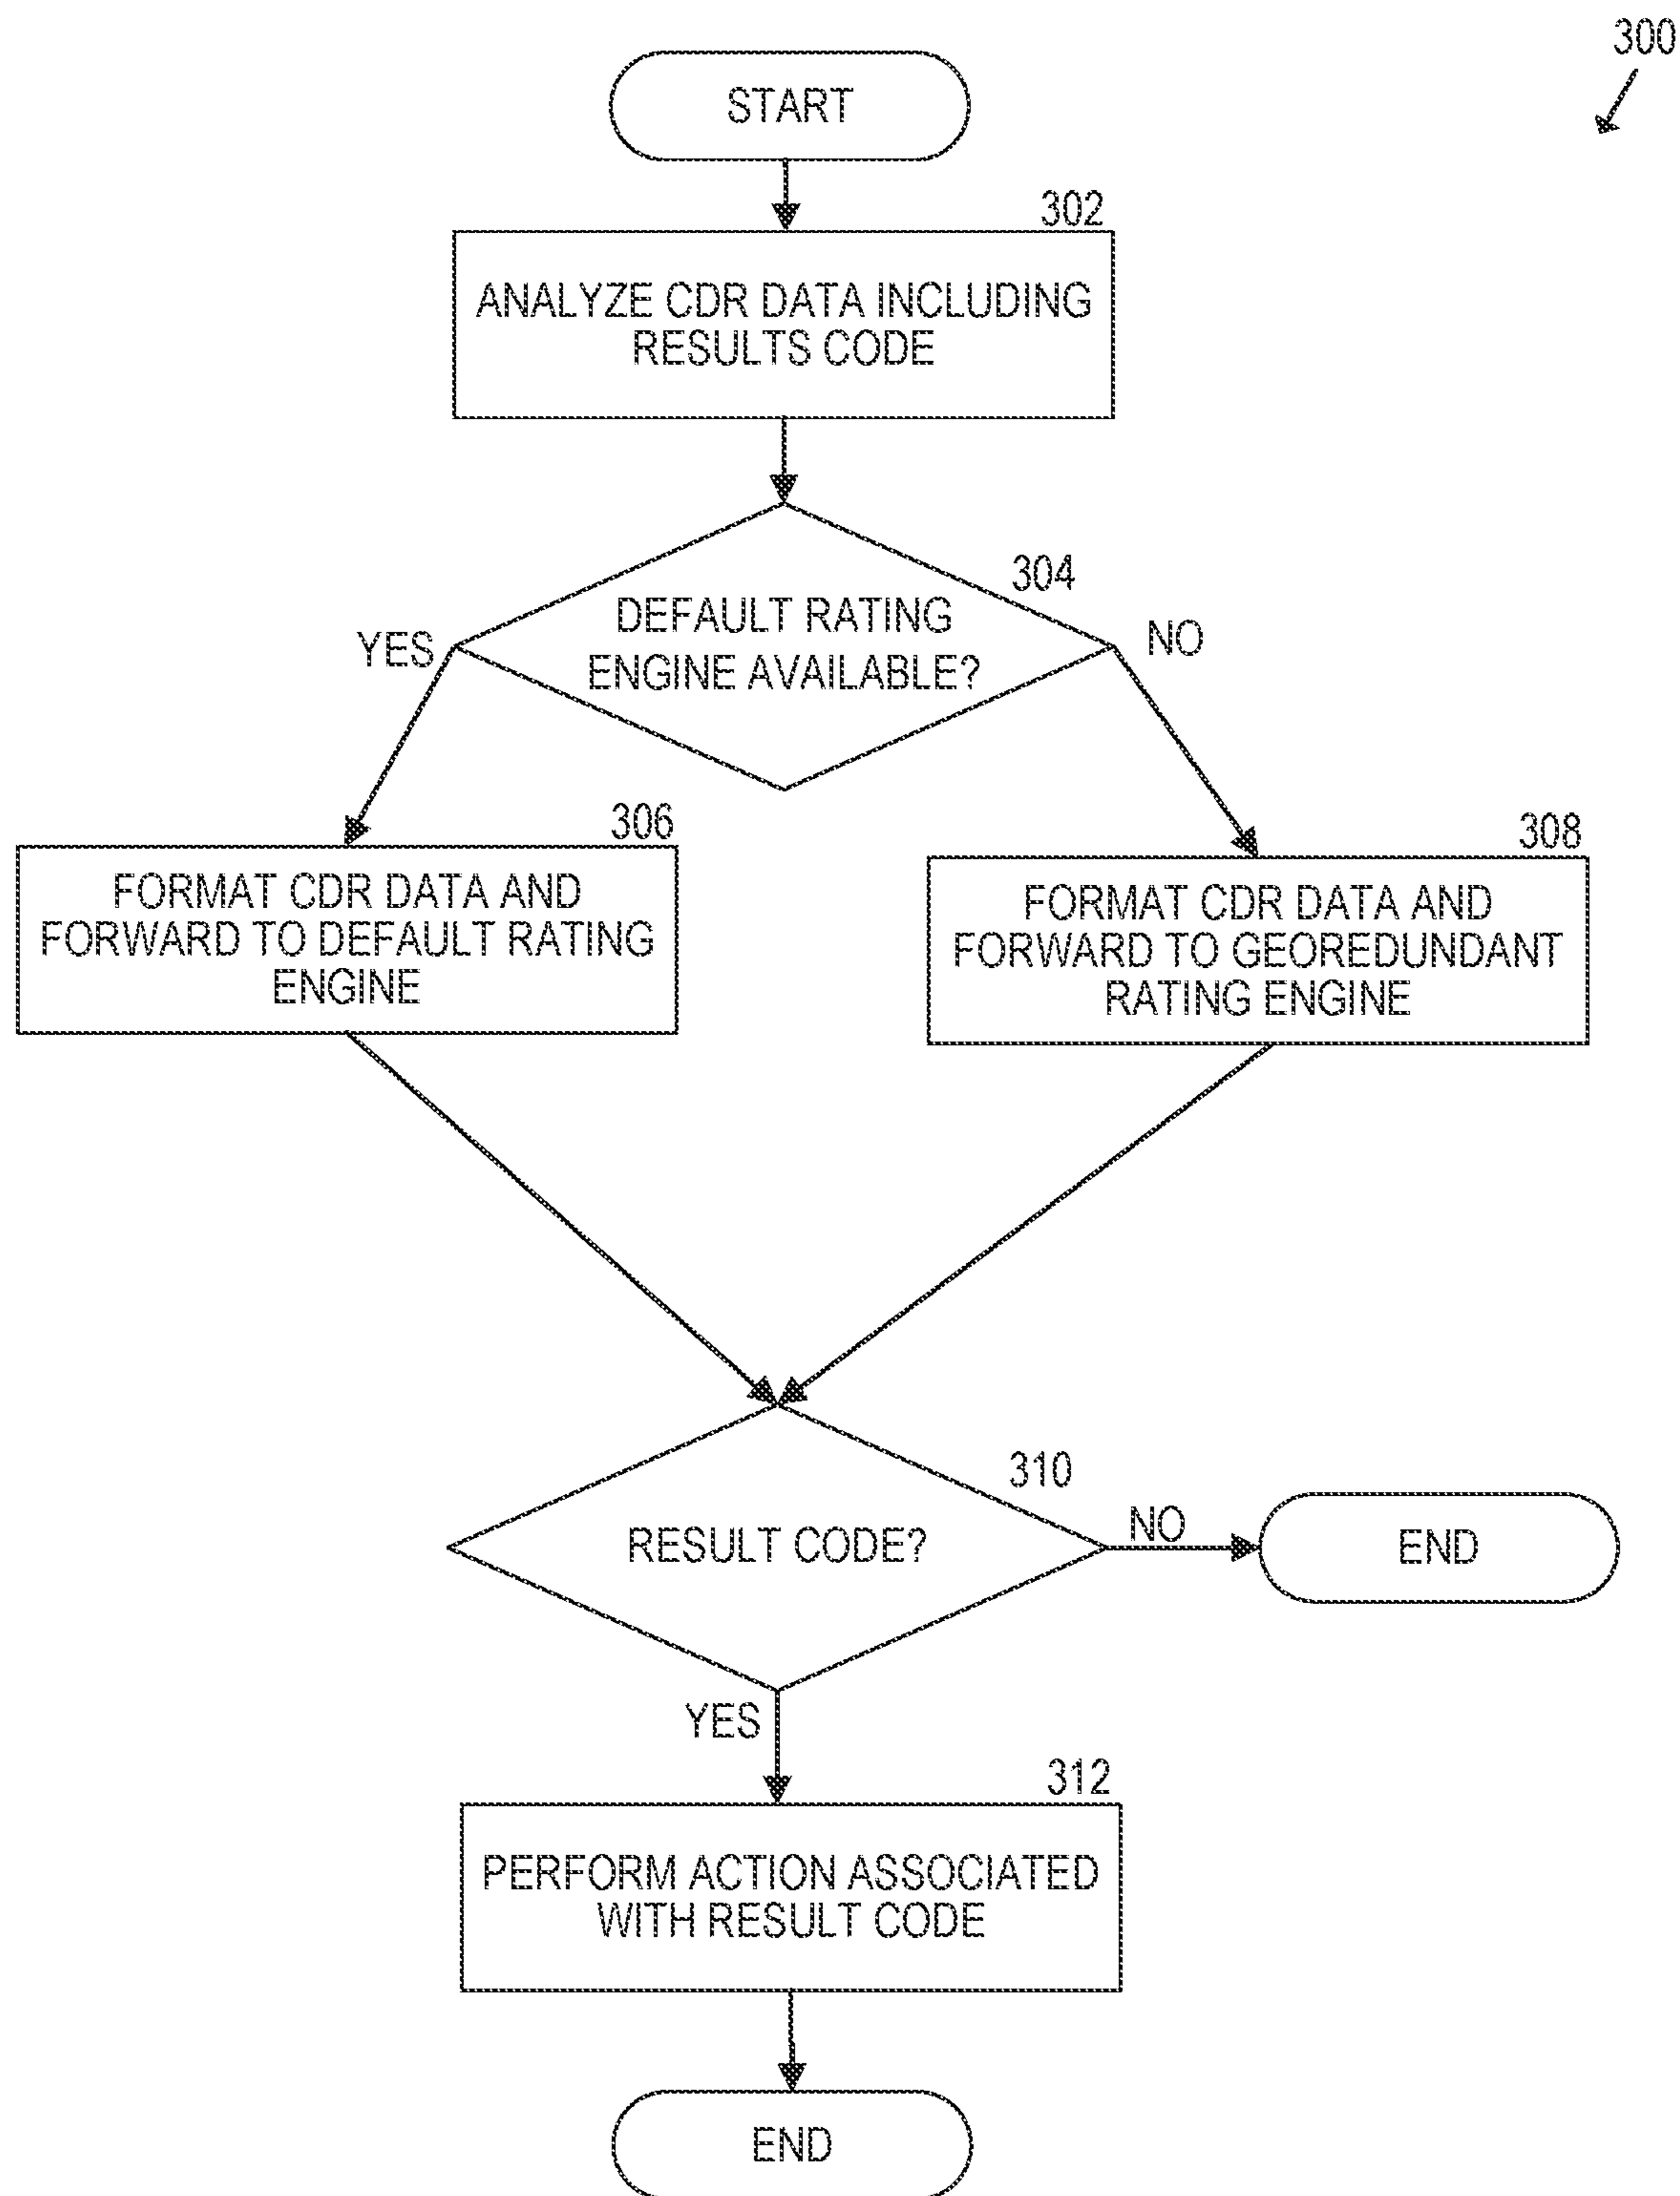 300
START
302
ANALYZE CDR DATA INCLUDING
RESULTS CODE
304
DEFAULT RATING
ENGINE AVAILABLE?
YES
NO
306
FORMAT CDR DATA AND
FORWARD TO DEFAULT RATING
ENGINE
308
FORMAT CDR DATA AND
FORWARD TO GEOREDUNDANT
RATING ENGINE
310
RESULT CODE?
NO
END
YES
312
PERFORM ACTION ASSOCIATED
WITH RESULT CODE
END